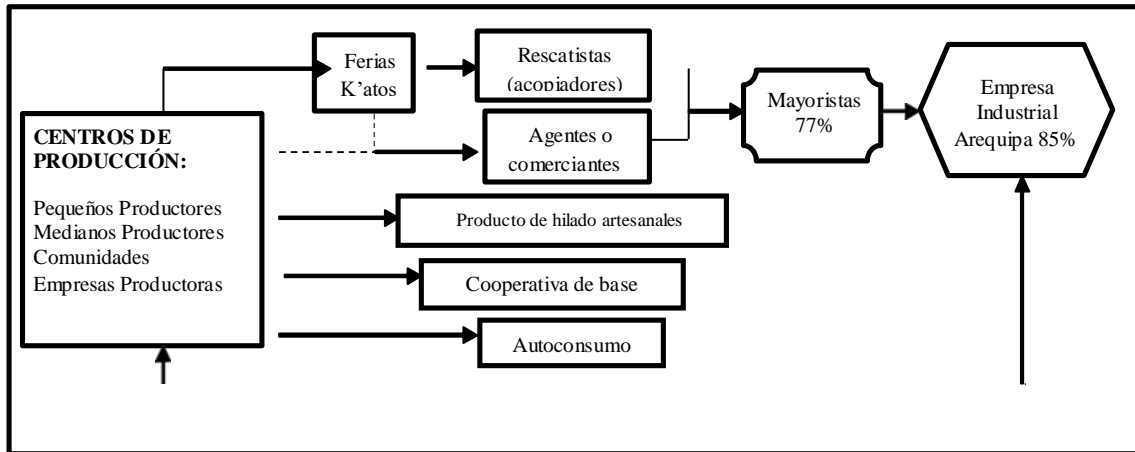 Ferias
K’atos
Rescatistas
(acopiadores)
Agentes o
comerciantes
Mayoristas
77%
Empresa
Industrial
Arequipa 85%
CENTROS DE
PRODUCCIÓN:
Pequeños Productores
Medianos Productores
Comunidades
Empresas Productoras
Producto de hilado artesanales
Cooperativa de base
Autoconsumo